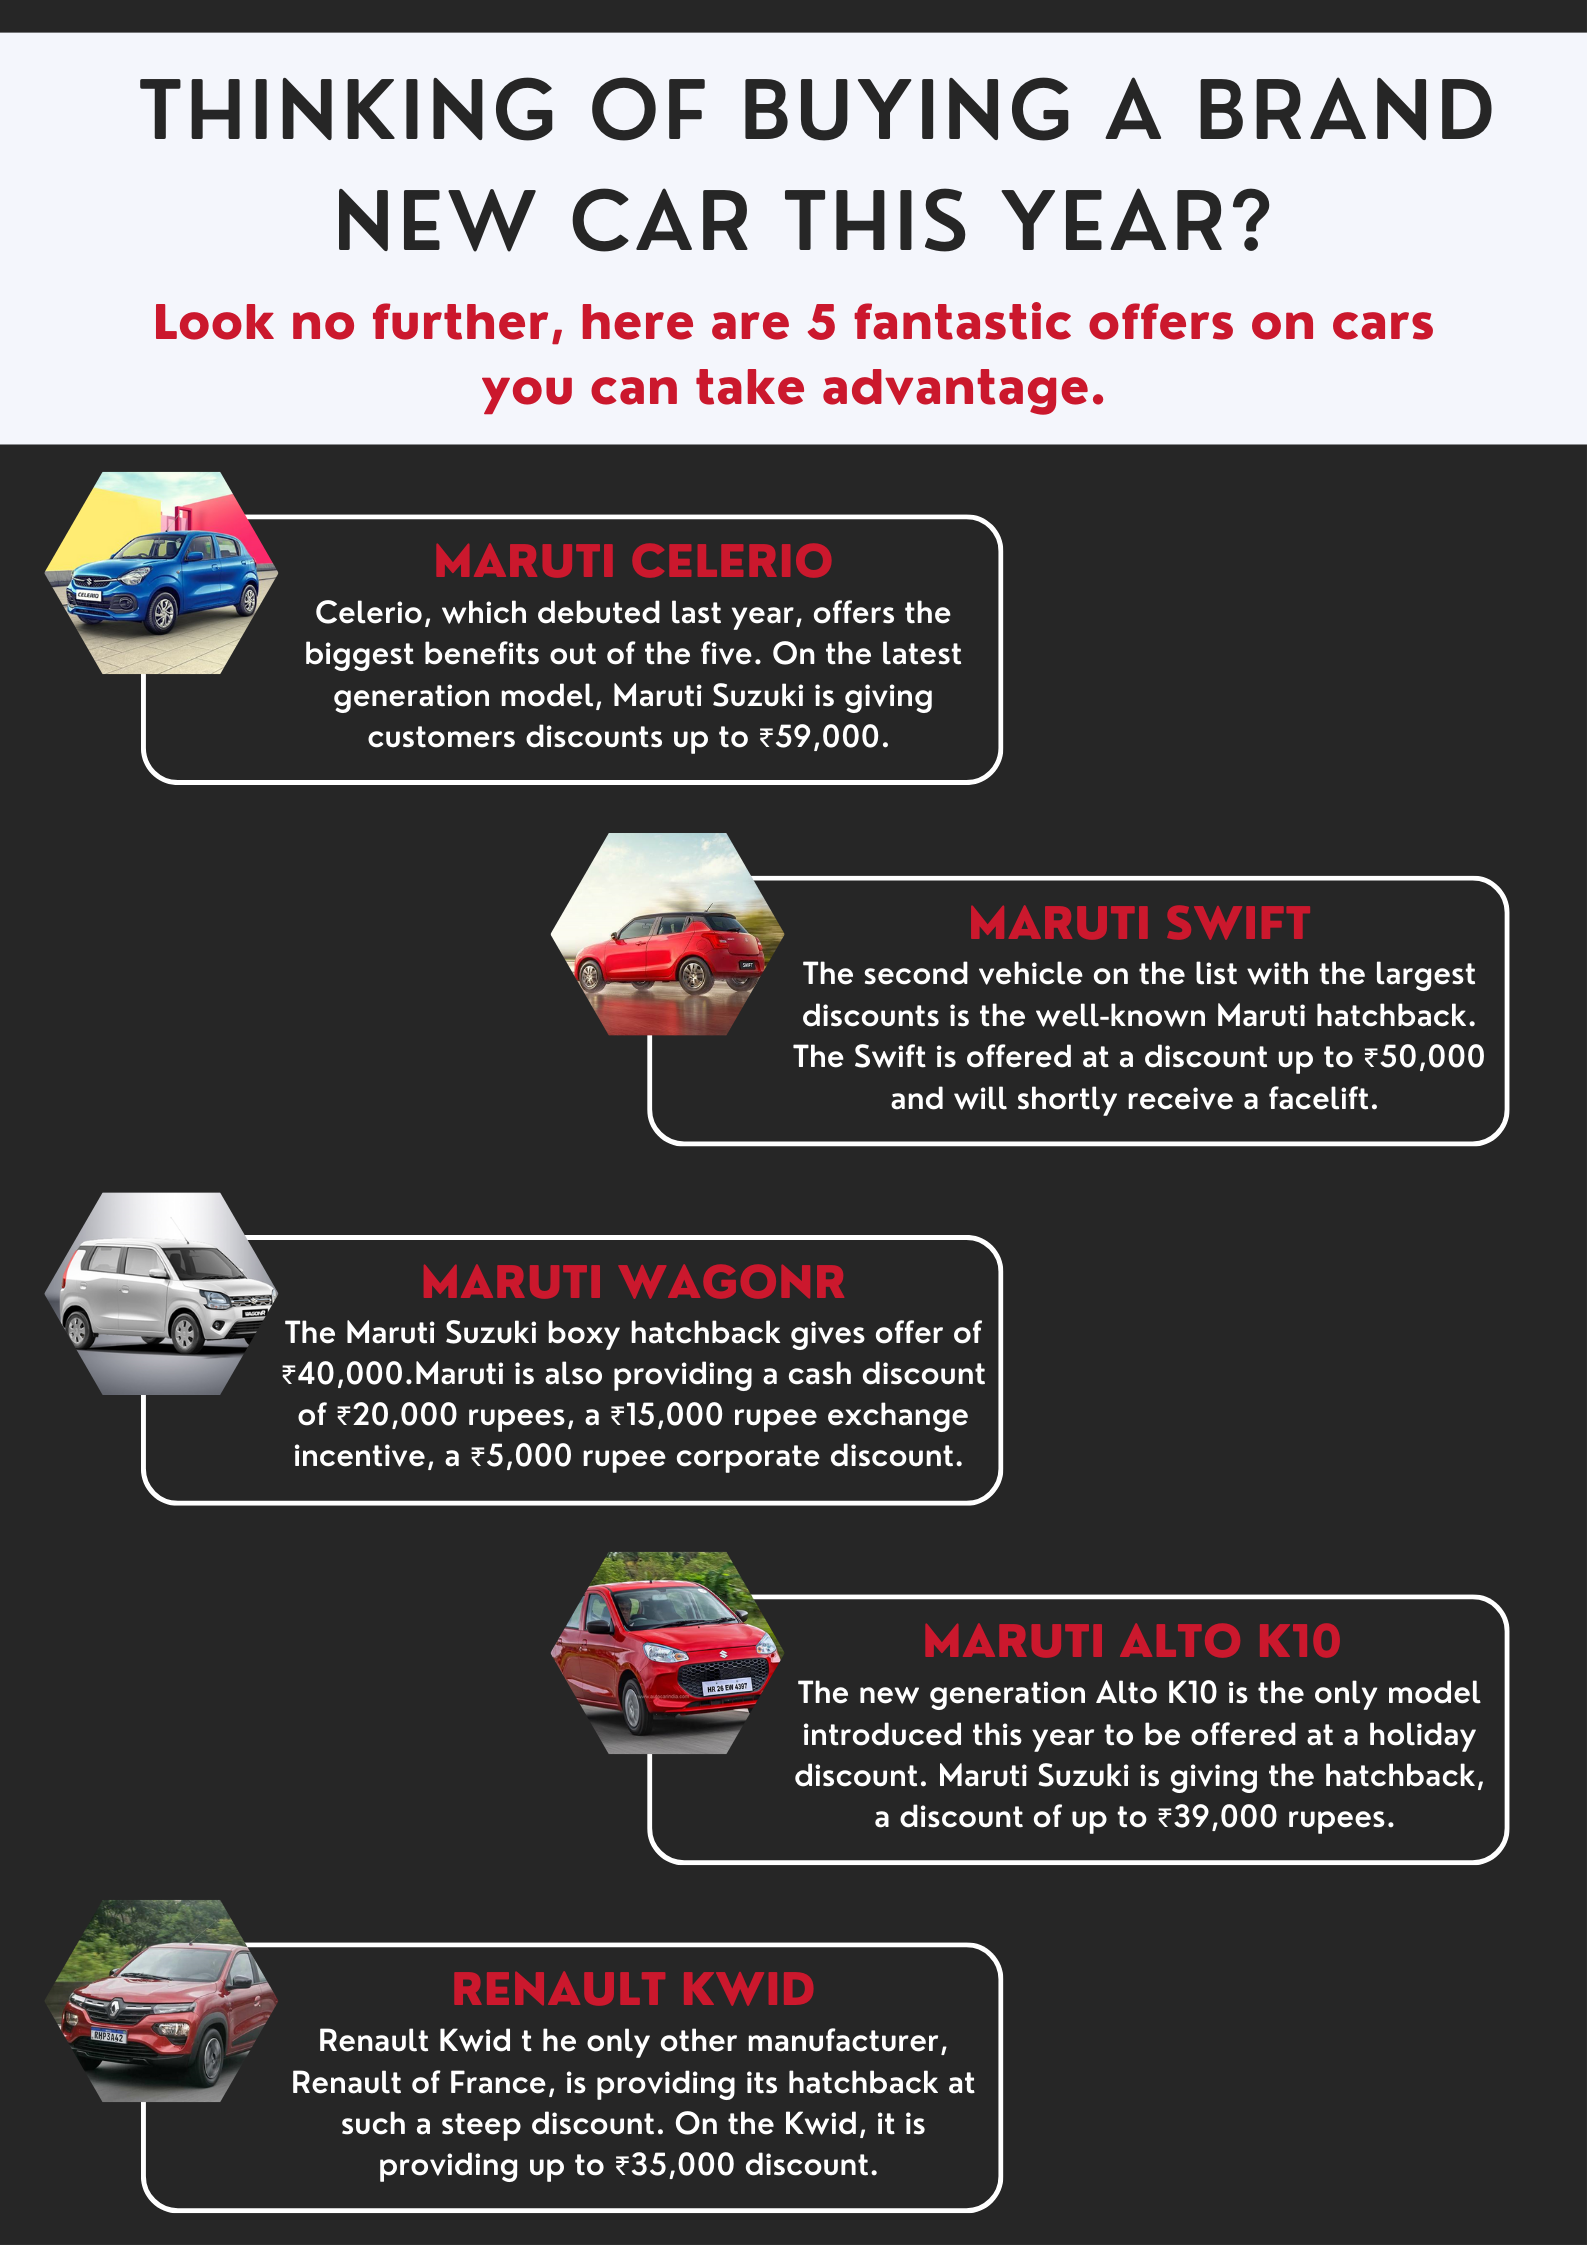 THINKING OF BUYING A BRAND
NEW CAR THIS YEAR?
Look no further, here are 5 fantastic offers on cars
you can take advantage.
CELERIO
MARUTI CELERIO
Celerio, which debuted last year, offers the
biggest benefits out of the five. On the latest
generation model, Maruti Suzuki is giving
customers discounts up to ₹59,000.
SWIFT
MARUTI SWIFT
The second vehicle on the list with the largest
discounts is the well-known Maruti hatchback.
The Swift is offered at a discount up to ₹50,000
and will shortly receive a facelift.
WAGONR
MARUTI WAGONR
The Maruti Suzuki boxy hatchback gives offer of
₹40,000.Maruti is also providing a cash discount
of ₹20,000 rupees, a ₹15,000 rupee exchange
incentive, a ₹5,000 rupee corporate discount.
HR 26 EW 4397
MARUTI ALTO K10
The new generation Alto K10 is the only model
introduced this year to be offered at a holiday
discount. Maruti Suzuki is giving the hatchback,
a discount of up to ₹39,000 rupees.
RHP3A42
RENAULT KWID
Renault Kwid t he only other manufacturer,
Renault of France, is providing its hatchback at
such a steep discount. On the Kwid, it is
providing up to ₹35,000 discount.